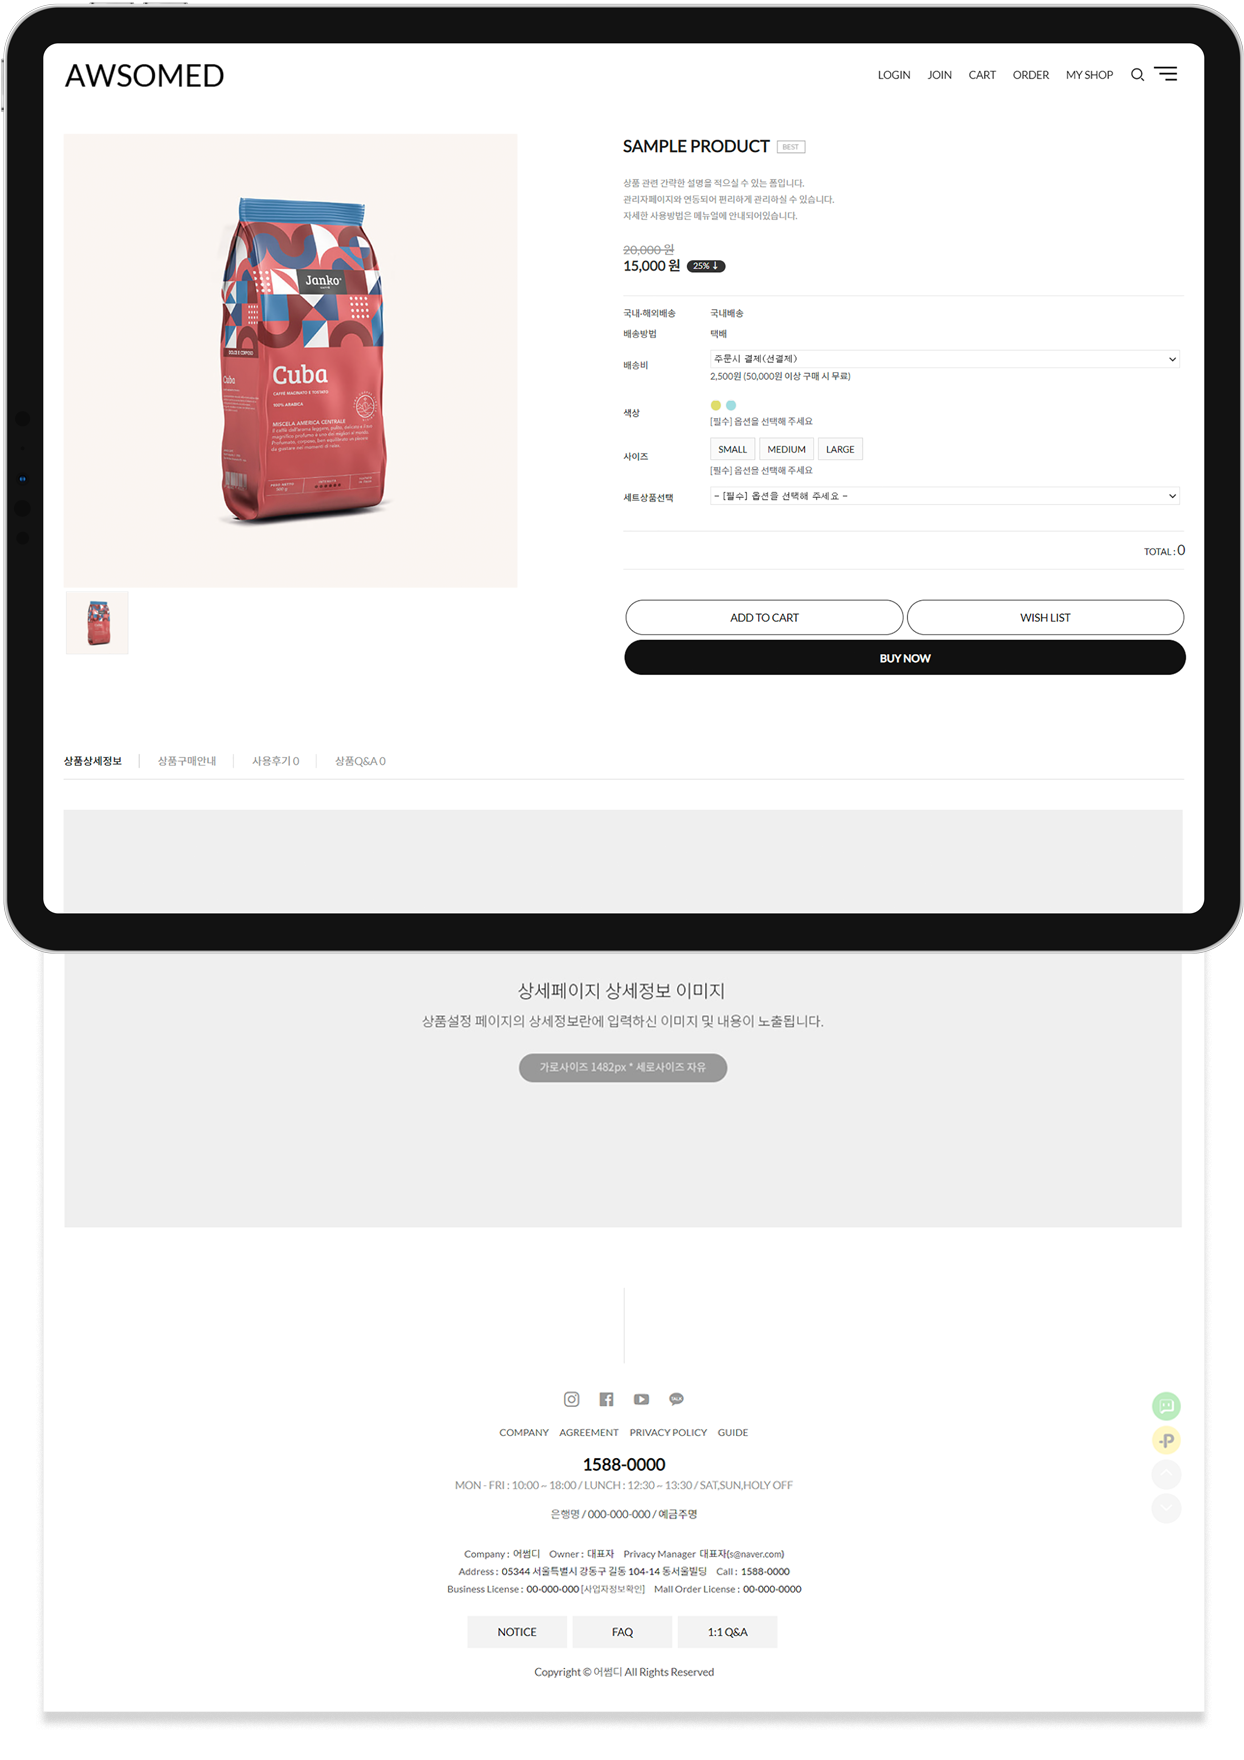 AWSOMED
LOGIN JOIN CART ORDER MY SHOP
SAMPLE PRODUCT BEST
상품 관련 간략한 설명을 적으실 수 있는 폼입니다.
관리자페이지와 연동되어 편리하게 관리하실 수 있습니다.
자세한 사용방법은 메뉴얼에 안내되어있습니다.
20,000 원
15,000 원 25% ↓
국내·해외배송 국내배송
배송방법 택배
배송비 주문시 결제(선결제)
2,500원 (50,000원 이상 구매 시 무료)
색상
[필수] 옵션을 선택해 주세요
사이즈 SMALL MEDIUM LARGE
[필수] 옵션을 선택해 주세요
세트상품선택 - [필수] 옵션을 선택해 주세요 -
TOTAL : 0
ADD TO CART WISH LIST
BUY NOW
Janko
DOLCE E CORPOSO
Cuba
Cuba
CAFFÈ MACINATO E TOSTATO
100% ARABICA
MISCELA AMERICA CENTRALE
상품상세정보 상품구매안내 사용후기 0 상품Q&A 0
상세페이지 상세정보 이미지
상품설정 페이지의 상세정보란에 입력하신 이미지 및 내용이 노출됩니다.
가로사이즈 1482px * 세로사이즈 자유
TALK
COMPANY AGREEMENT PRIVACY POLICY GUIDE
1588-0000
MON - FRI : 10:00 ~ 18:00 / LUNCH : 12:30 ~ 13:30 / SAT,SUN,HOLY OFF
은행명 / 000-000-000 / 예금주명
Company : 어썸디 Owner : 대표자 Privacy Manager 대표자(s@naver.com)
Address : 05344 서울특별시 강동구 길동 104-14 동서울빌딩 Call : 1588-0000
Business License : 00-000-000 [사업자정보확인] Mall Order License : 00-000-0000
NOTICE FAQ 1:1 Q&A
Copyright © 어썸디 All Rights Reserved
-P